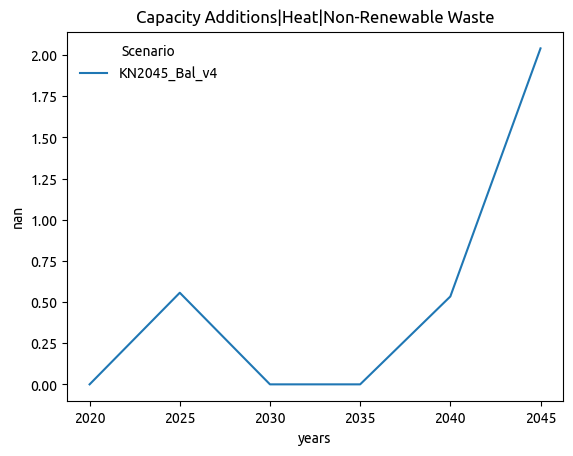 Capacity Additions|Heat|Non-Renewable Waste
Scenario
KN2045_Bal_v4
2.00
1.75
1.50
1.25
1.00
0.75
0.50
0.25
0.00
nan
2020 2025 2030 2035 2040 2045
years